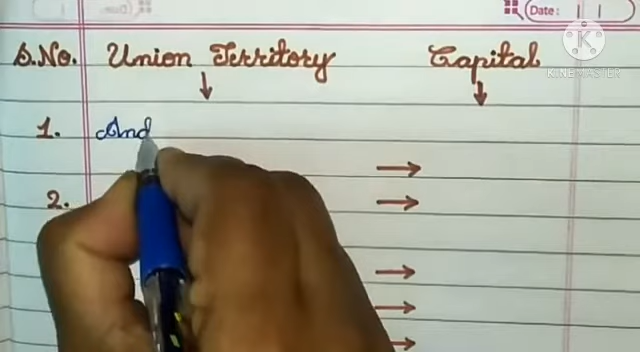 Date:
S.No. Union Territory Capital
KINEMASTER
1. And
2.